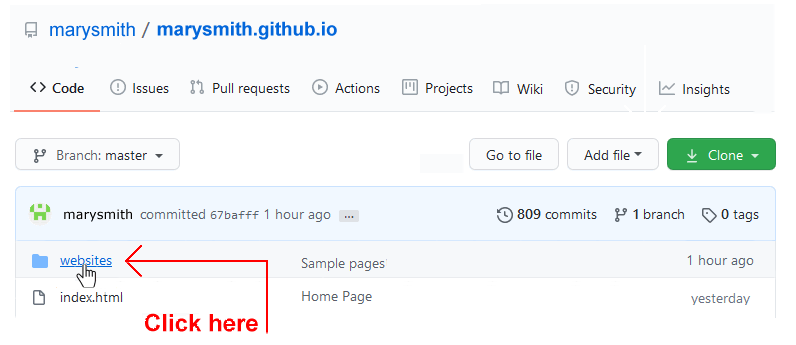 marysmith / marysmith.github.io
Code Issues Pull requests Actions Projects Wiki Security Insights
Branch: master Go to file Add file Clone
marysmith committed 67bafff 1 hour ago ... 809 commits 1 branch 0 tags
websites Sample pages 1 hour ago
index.html Home Page yesterday
Click here